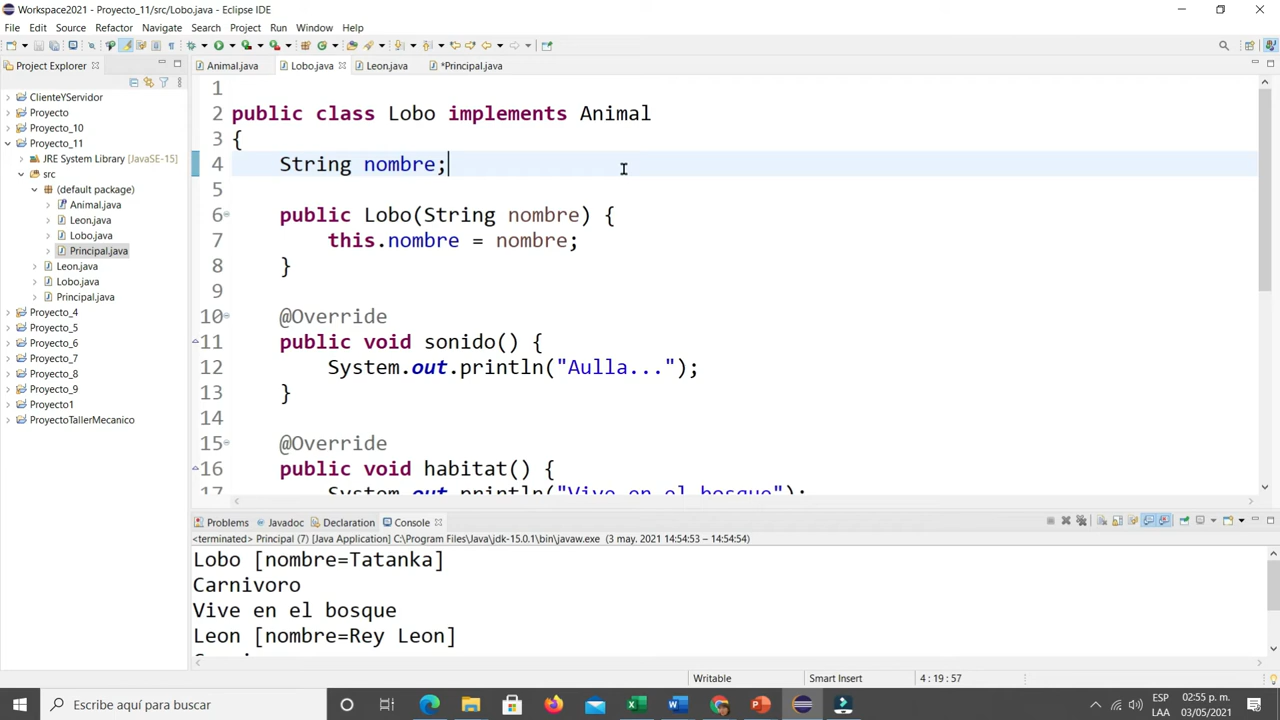 Workspace2021 - Proyecto_11/src/Lobo.java - Eclipse IDE
File Edit Source Refactor Navigate Search Project Run Window Help
Project Explorer
Animal.java Lobo.java Leon.java *Principal.java
ClienteYServidor
Proyecto
Proyecto_10
Proyecto_11
JRE System Library [JavaSE-15]
src
(default package)
Animal.java
Leon.java
Lobo.java
Principal.java
Leon.java
Lobo.java
Principal.java
Proyecto_4
Proyecto_5
Proyecto_6
Proyecto_7
Proyecto_8
Proyecto_9
Proyecto1
ProyectoTallerMecanico
1
2 public class Lobo implements Animal
3 {
4 String nombre;
5
6 public Lobo(String nombre) {
7 this.nombre = nombre;
8 }
9
10 @Override
11 public void sonido() {
12 System.out.println("Aulla...");
13 }
14
15 @Override
16 public void habitat() {
17 System.out.println("Vive en el bosque");
Problems Javadoc Declaration Console
<terminated> Principal (7) [Java Application] C:\Program Files\Java\jdk-15.0.1\bin\javaw.exe (3 may. 2021 14:54:53 – 14:54:54)
Lobo [nombre=Tatanka]
Carnivoro
Vive en el bosque
Leon [nombre=Rey Leon]
Writable Smart Insert 4 : 19 : 57
Escribe aquí para buscar
ESP
LAA
02:55 p. m.
03/05/2021